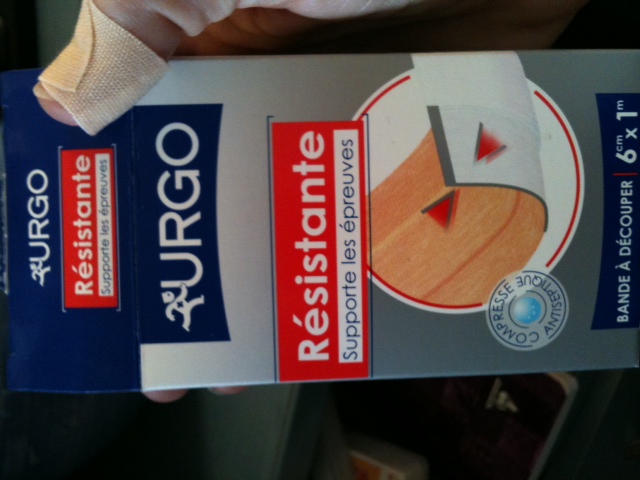 URGO
Résistante
Supporte les épreuves
URGO
Résistante
Supporte les épreuves
COMPRESSE ANTISEPTIQUE
BANDE À DÉCOUPER 6cm x 1m